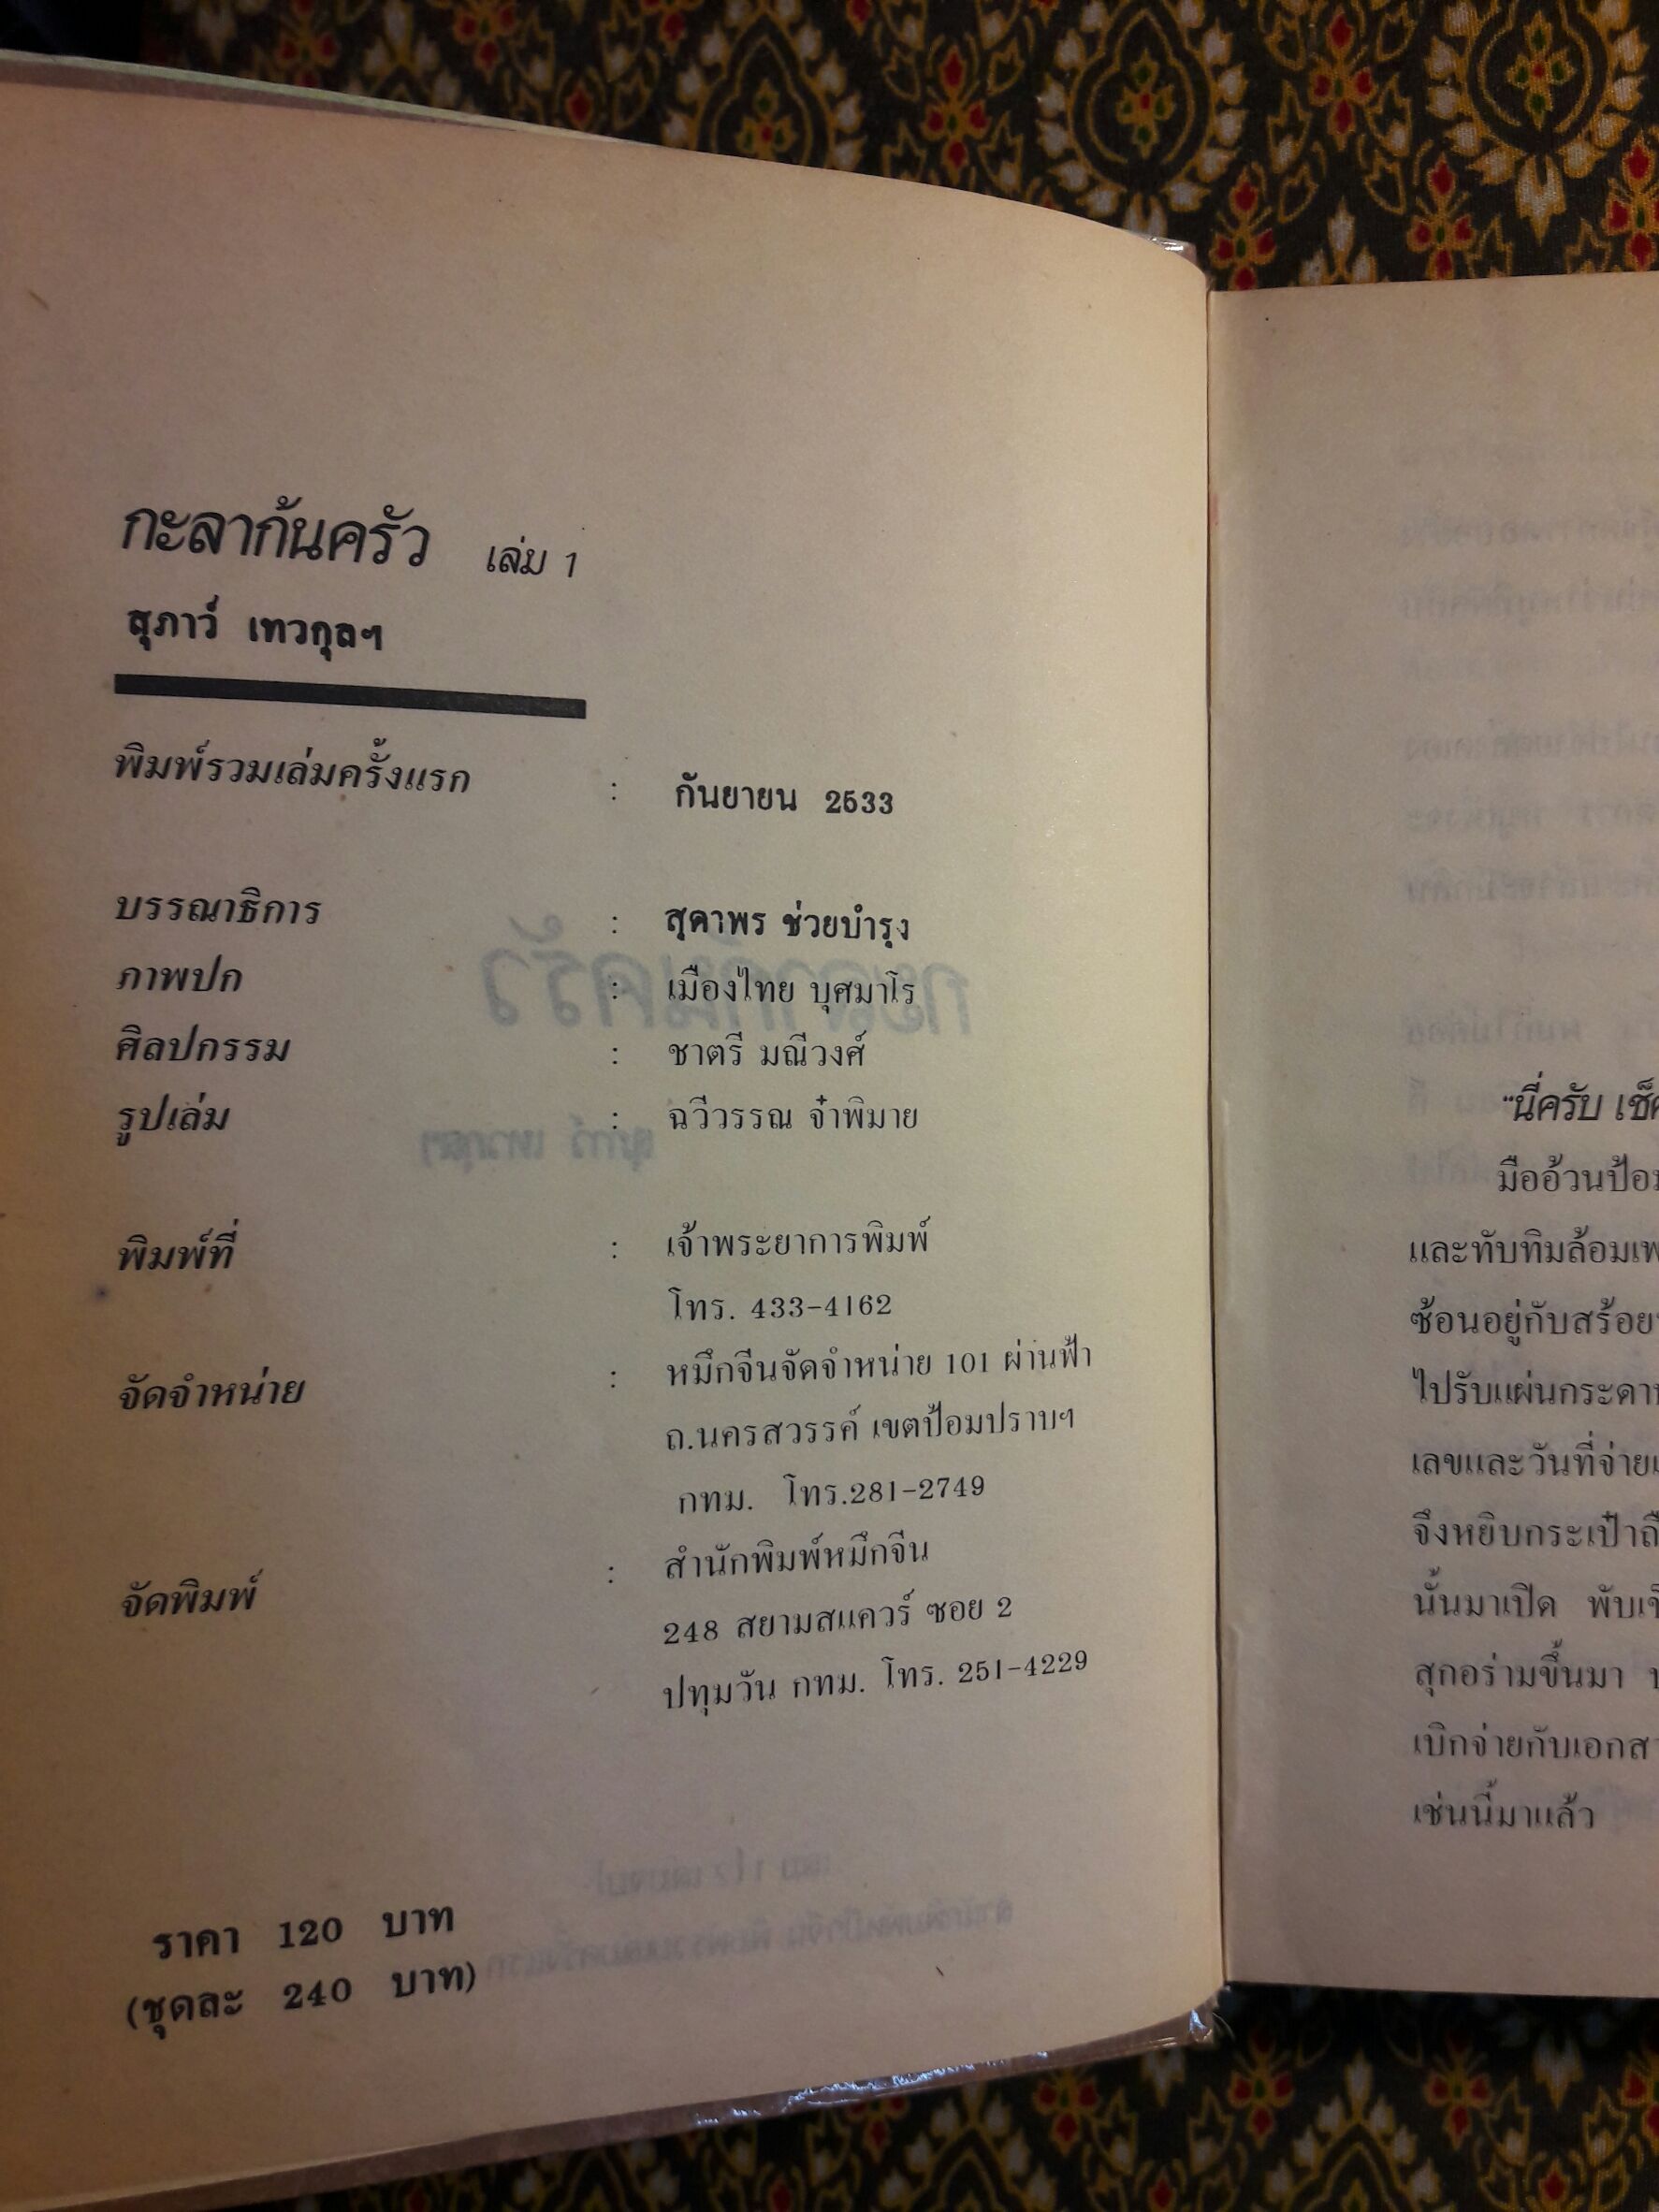 กะลาก้นครัว เล่ม 1
สุภาว์ เทวกุลฯ
พิมพ์รวมเล่มครั้งแรก : กันยายน 2533
บรรณาธิการ : สุดาพร ช่วยบำรุง
ภาพปก : เมืองไทย บุศมาโร
ศิลปกรรม : ชาตรี มณีวงศ์
รูปเล่ม : ฉวีวรรณ จ๋าพิมาย
พิมพ์ที่ : เจ้าพระยาการพิมพ์
โทร. 433-4162
จัดจำหน่าย : หมึกจีนจัดจำหน่าย 101 ผ่านฟ้า
ถ.นครสวรรค์ เขตป้อมปราบฯ
กทม. โทร.281-2749
จัดพิมพ์ : สำนักพิมพ์หมึกจีน
248 สยามสแควร์ ซอย 2
ปทุมวัน กทม. โทร. 251-4229
ราคา 120 บาท
(ชุดละ 240 บาท)
"นี่ครับ
มืออ้วนป้อม
และทับทิมล้อม
ซ้อนอยู่กับสร้อย
ไปรับแผ่นกระดา
เลขและวันที่จ่าย
จึงหยิบกระเป๋า
นั้นมาเปิด พับ
สุกอร่ามขึ้นมา
เบิกจ่ายกับเอกส
เช่นนี้มาแล้ว